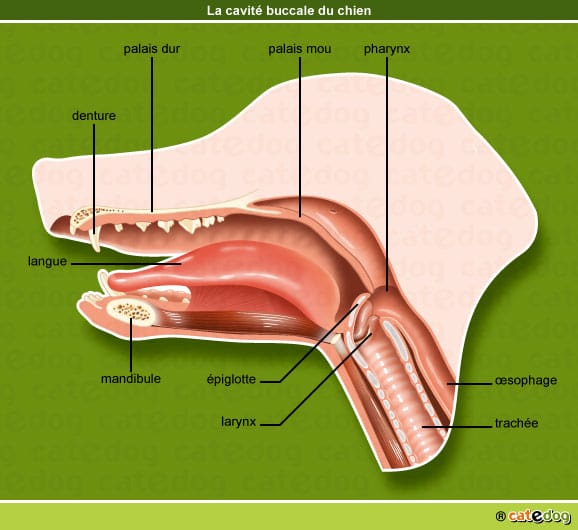 La cavité buccale du chien
palais dur
palais mou
pharynx
denture
langue
mandibule
épiglotte
œsophage
larynx
trachée
® catedog